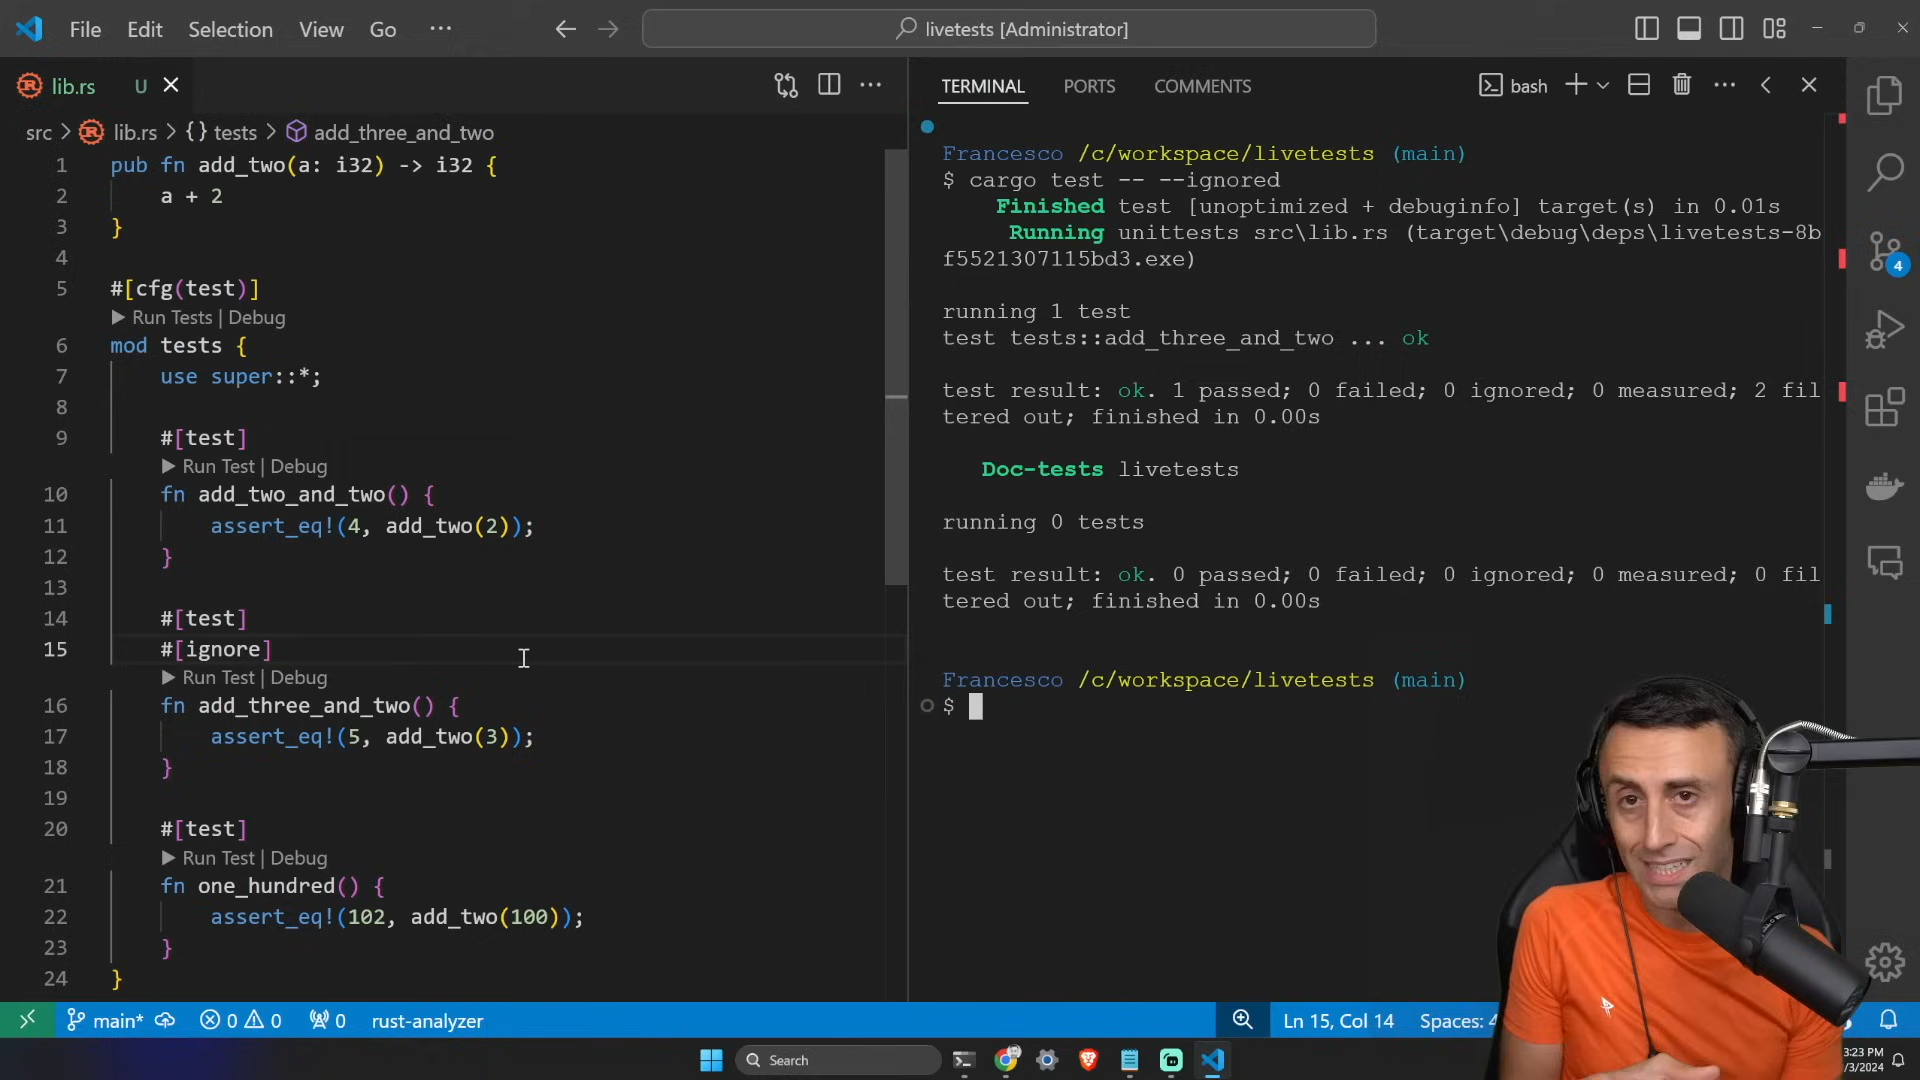 File Edit Selection View Go ...
livetests [Administrator]
lib.rs U
src > lib.rs > {} tests > add_three_and_two
1 pub fn add_two(a: i32) -> i32 {
2 a + 2
3 }
4
5 #[cfg(test)]
Run Tests | Debug
6 mod tests {
7 use super::*;
8
9 #[test]
Run Test | Debug
10 fn add_two_and_two() {
11 assert_eq!(4, add_two(2));
12 }
13
14 #[test]
15 #[ignore]
Run Test | Debug
16 fn add_three_and_two() {
17 assert_eq!(5, add_two(3));
18 }
19
20 #[test]
Run Test | Debug
21 fn one_hundred() {
22 assert_eq!(102, add_two(100));
23 }
24 }
TERMINAL PORTS COMMENTS bash
Francesco /c/workspace/livetests (main)
$ cargo test -- --ignored
Finished test [unoptimized + debuginfo] target(s) in 0.01s
Running unittests src\lib.rs (target\debug\deps\livetests-8b
f5521307115bd3.exe)
running 1 test
test tests::add_three_and_two ... ok
test result: ok. 1 passed; 0 failed; 0 ignored; 0 measured; 2 fil
tered out; finished in 0.00s
Doc-tests livetests
running 0 tests
test result: ok. 0 passed; 0 failed; 0 ignored; 0 measured; 0 fil
tered out; finished in 0.00s
Francesco /c/workspace/livetests (main)
$
4
main* 0 0 0 rust-analyzer
Ln 15, Col 14 Spaces:
Search
3:23 PM
/3/2024